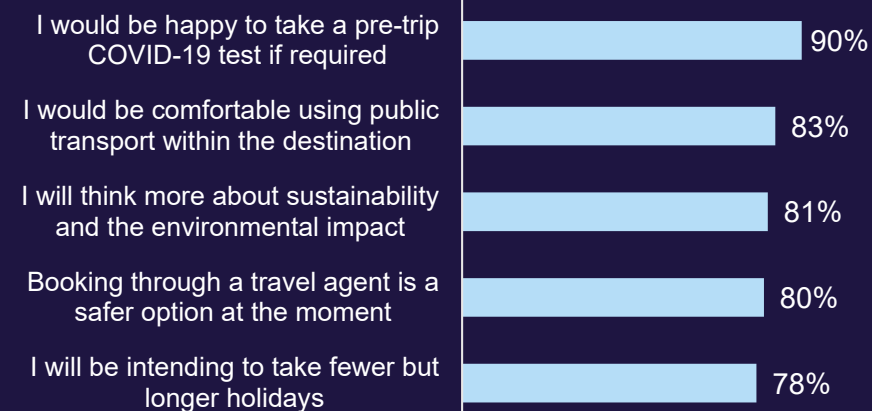 I would be happy to take a pre-trip
COVID-19 test if required
90%
I would be comfortable using public
transport within the destination
83%
I will think more about sustainability
and the environmental impact
81%
Booking through a travel agent is a
safer option at the moment
80%
I will be intending to take fewer but
longer holidays
78%